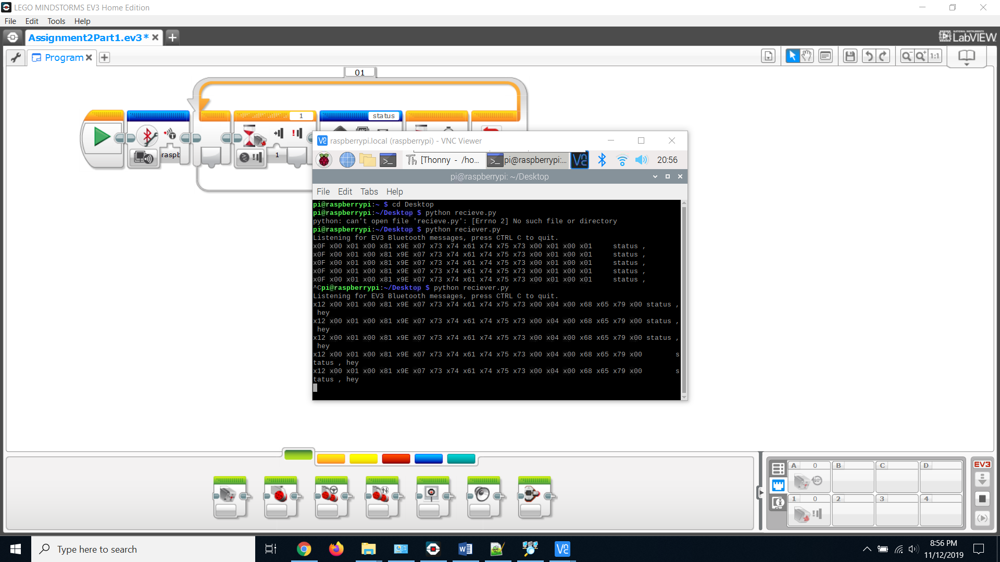 LEGO MINDSTORMS EV3 Home Edition
File Edit Tools Help
Assignment2Part1.ev3*
NATIONAL INSTRUMENTS
LabVIEW
Program
1:1
01
1
status
raspb
1
raspberrypi.local (raspberrypi) - VNC Viewer
[Thonny - /ho...
pi@raspberrypi:...
20:56
pi@raspberrypi: ~/Desktop
File Edit Tabs Help
pi@raspberrypi:~ $ cd Desktop
pi@raspberrypi:~/Desktop $ python recieve.py
python: can't open file 'recieve.py': [Errno 2] No such file or directory
pi@raspberrypi:~/Desktop $ python reciever.py
Listening for EV3 Bluetooth messages, press CTRL C to quit.
x0F x00 x01 x00 x81 x9E x07 x73 x74 x61 x74 x75 x73 x00 x01 x00 x01     status ,
x0F x00 x01 x00 x81 x9E x07 x73 x74 x61 x74 x75 x73 x00 x01 x00 x01     status ,
x0F x00 x01 x00 x81 x9E x07 x73 x74 x61 x74 x75 x73 x00 x01 x00 x01     status ,
x0F x00 x01 x00 x81 x9E x07 x73 x74 x61 x74 x75 x73 x00 x01 x00 x01     status ,
x0F x00 x01 x00 x81 x9E x07 x73 x74 x61 x74 x75 x73 x00 x01 x00 x01     status ,
^Cpi@raspberrypi:~/Desktop $ python reciever.py
Listening for EV3 Bluetooth messages, press CTRL C to quit.
x12 x00 x01 x00 x81 x9E x07 x73 x74 x61 x74 x75 x73 x00 x04 x00 x68 x65 x79 x00 status ,
 hey
x12 x00 x01 x00 x81 x9E x07 x73 x74 x61 x74 x75 x73 x00 x04 x00 x68 x65 x79 x00 status ,
 hey
x12 x00 x01 x00 x81 x9E x07 x73 x74 x61 x74 x75 x73 x00 x04 x00 x68 x65 x79 x00 status ,
 hey
x12 x00 x01 x00 x81 x9E x07 x73 x74 x61 x74 x75 x73 x00 x04 x00 x68 x65 x79 x00        s
tatus , hey
x12 x00 x01 x00 x81 x9E x07 x73 x74 x61 x74 x75 x73 x00 x04 x00 x68 x65 x79 x00        s
tatus , hey
A 0 B C D
EV3
90°
1 0 2 3 4
Type here to search
8:56 PM
11/12/2019